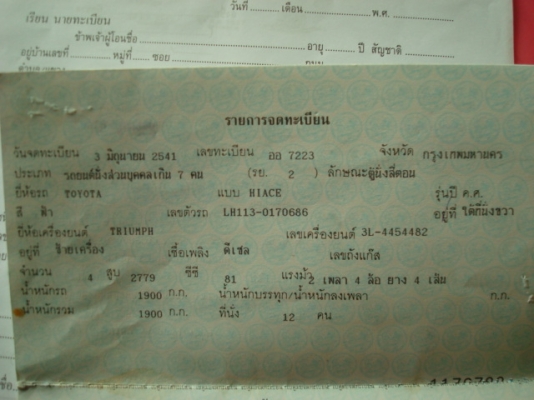 วันที่ เดือน พ.ศ.
เรียน นายทะเบียน
ข้าพเจ้าผู้โอนชื่อ อายุ ปี สัญชาติ
อยู่บ้านเลขที่ หมู่ที่ ซอย ถนน
รายการจดทะเบียน
วันจดทะเบียน 3 มิถุนายน 2541 เลขทะเบียน ออ 7223 จังหวัด กรุงเทพมหานคร
ประเภท รถยนต์นั่งส่วนบุคคลเกิน 7 คน (รย. 2 ) ลักษณะตู้นั่งสี่ตอน
ยี่ห้อรถ TOYOTA แบบ HIACE รุ่นปี ค.ศ.
สี ฟ้า เลขตัวรถ LH113-0170686 อยู่ที่ ใต้ที่นั่งขวา
ยี่ห้อเครื่องยนต์ TRIUMPH เลขเครื่องยนต์ 3L-4454482
อยู่ที่ ซ้ายเครื่อง เชื่อเพลิง ดีเซล เลขถังแก๊ส
จำนวน 4 สูบ 2779 ซีซี 81 แรงม้า 2 เพลา 4 ล้อ ยาง 4 เส้น
น้ำหนักรถ 1900 ก.ก. น้ำหนักบรรทุก/น้ำหนักลงเพลา ก.ก.
น้ำหนักรวม 1900 ก.ก. ที่นั่ง 12 คน